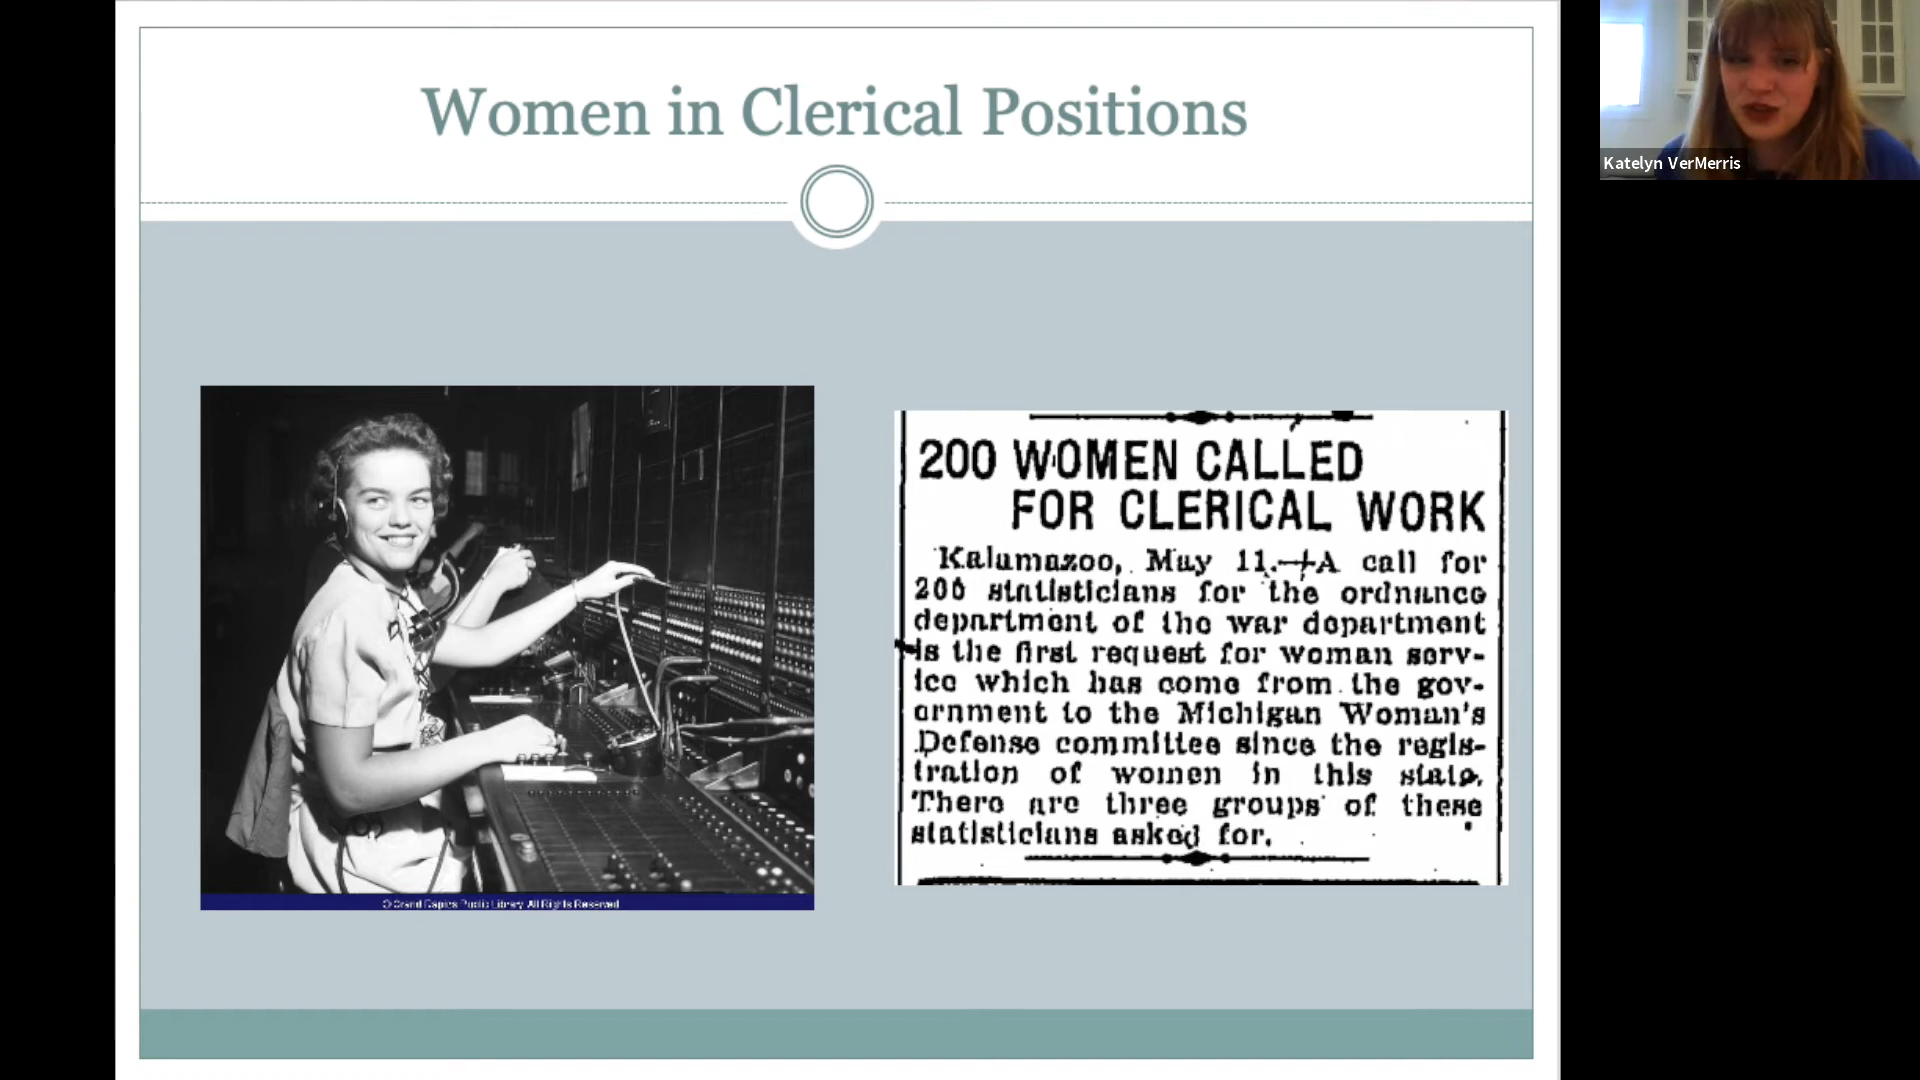 Women in Clerical Positions
Katelyn VerMerris
200 WOMEN CALLED
FOR CLERICAL WORK
Kalamazoo, May 11.—A call for
200 statisticians for the ordnance
department of the war department
is the first request for woman serv-
ice which has come from the gov-
ernment to the Michigan Woman's
Defense committee since the regis-
tration of women in this state.
There are three groups of these
statisticians asked for.
© Grand Rapids Public Library. All Rights Reserved